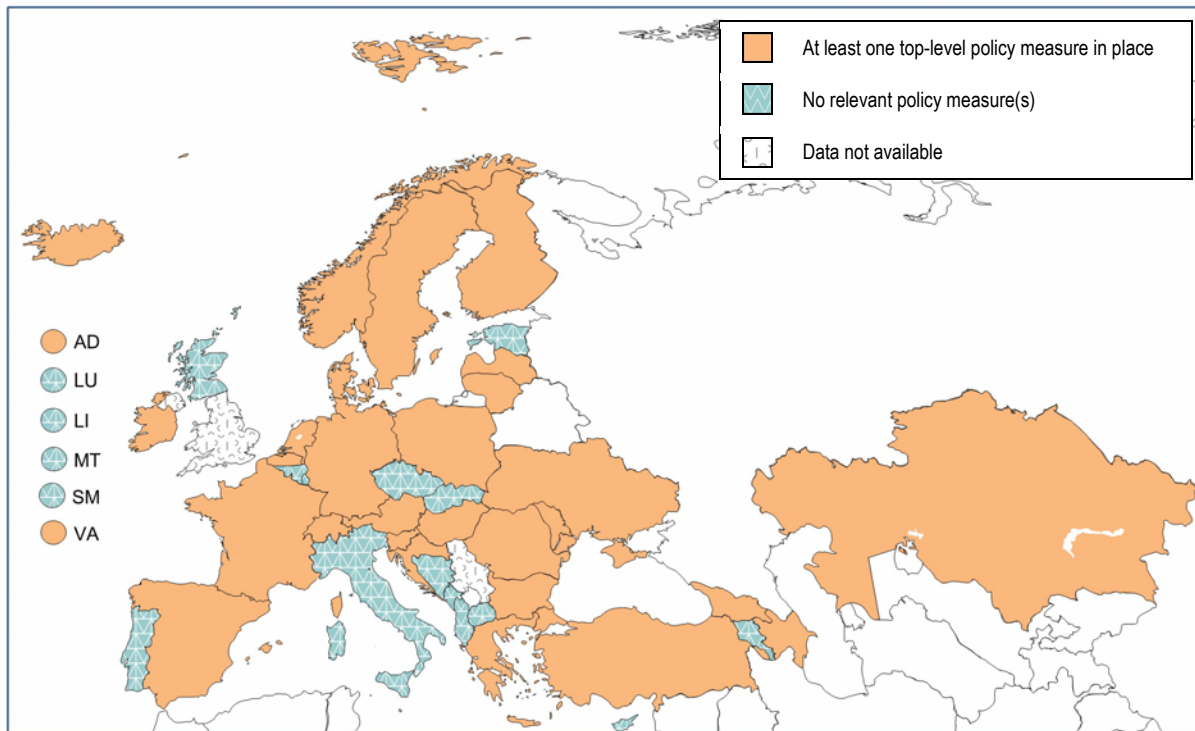 At least one top-level policy measure in place
No relevant policy measure(s)
Data not available
AD
LU
LI
MT
SM
VA